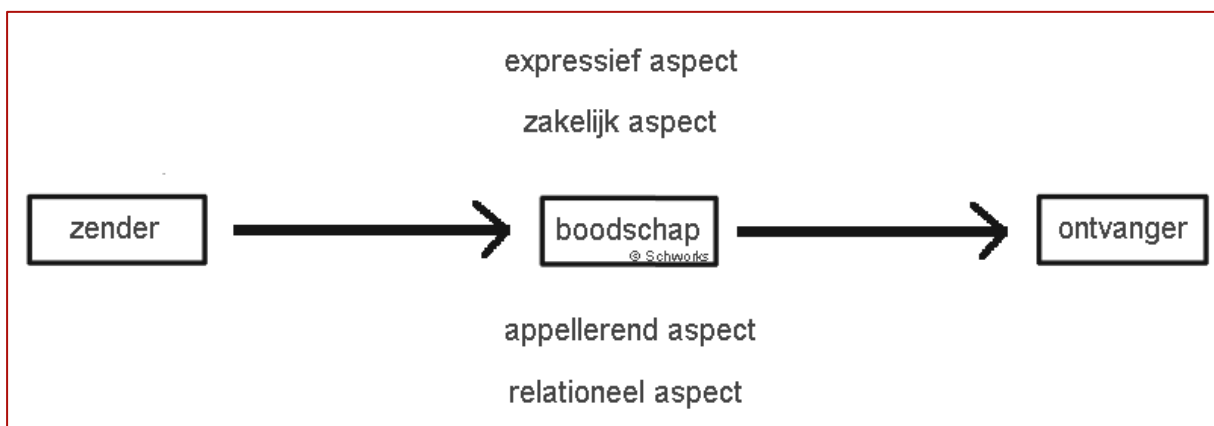 expressief aspect
zakelijk aspect
zender
boodschap
© Schworks
ontvanger
appellerend aspect
relationeel aspect